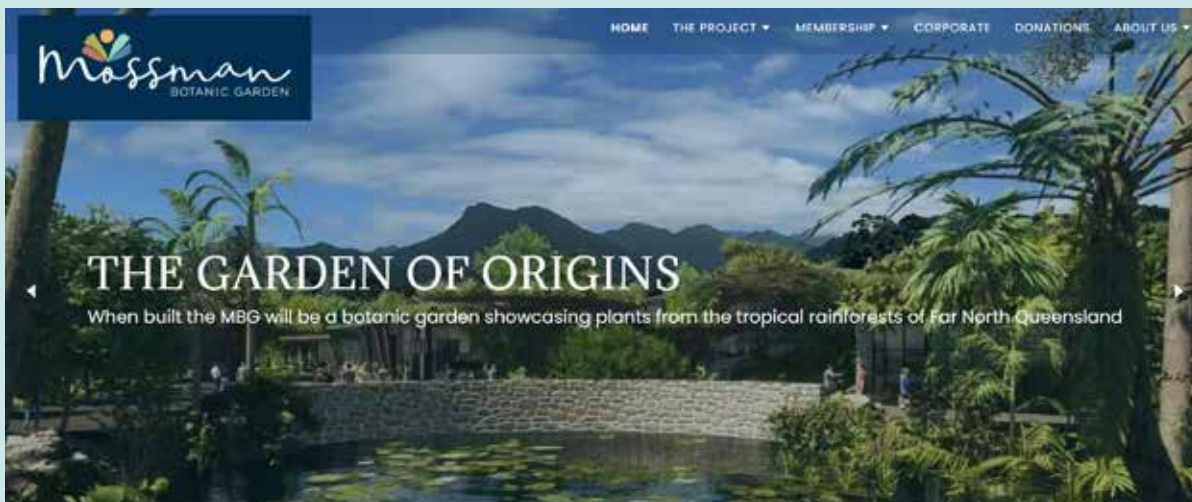 Mossman
BOTANIC GARDEN
HOME THE PROJECT MEMBERSHIP CORPORATE DONATIONS ABOUT US
THE GARDEN OF ORIGINS
When built the MBG will be a botanic garden showcasing plants from the tropical rainforests of Far North Queensland